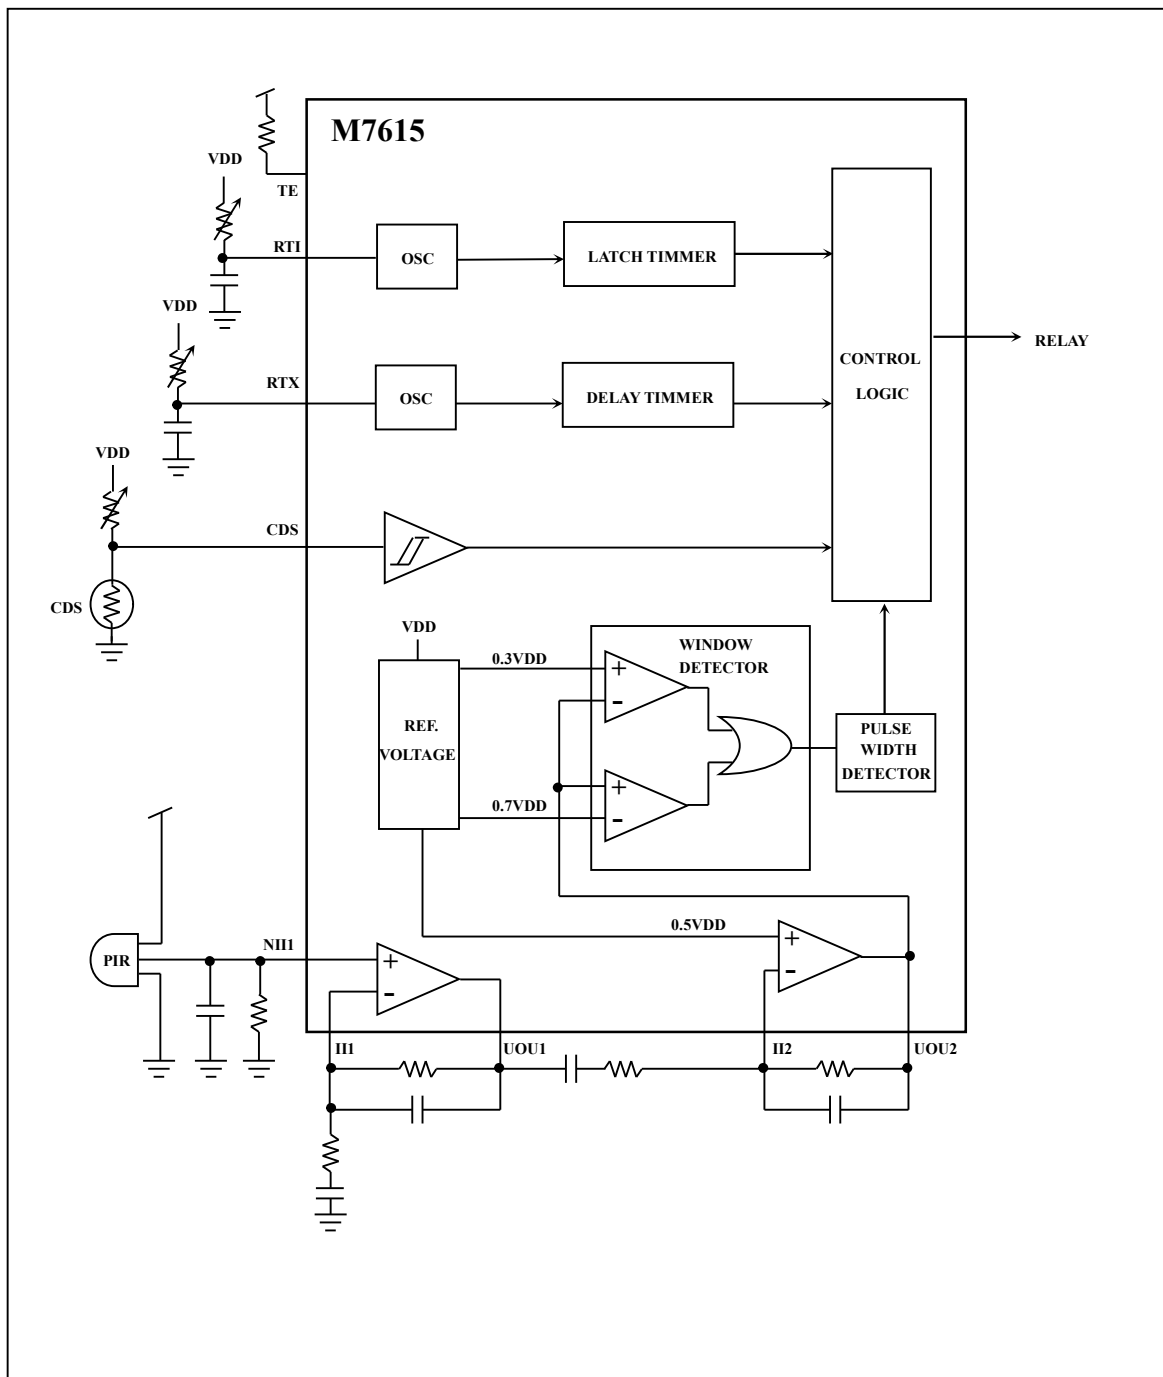 M7615
VDD
TE
RTI
OSC
LATCH TIMMER
VDD
RELAY
CONTROL
LOGIC
RTX
OSC
DELAY TIMMER
VDD
CDS
CDS
VDD
WINDOW
DETECTOR
0.3VDD
+
-
REF.
VOLTAGE
PULSE
WIDTH
DETECTOR
+
0.7VDD
-
0.5VDD
+
-
NII1
PIR
+
-
II1
UOU1
II2
UOU2